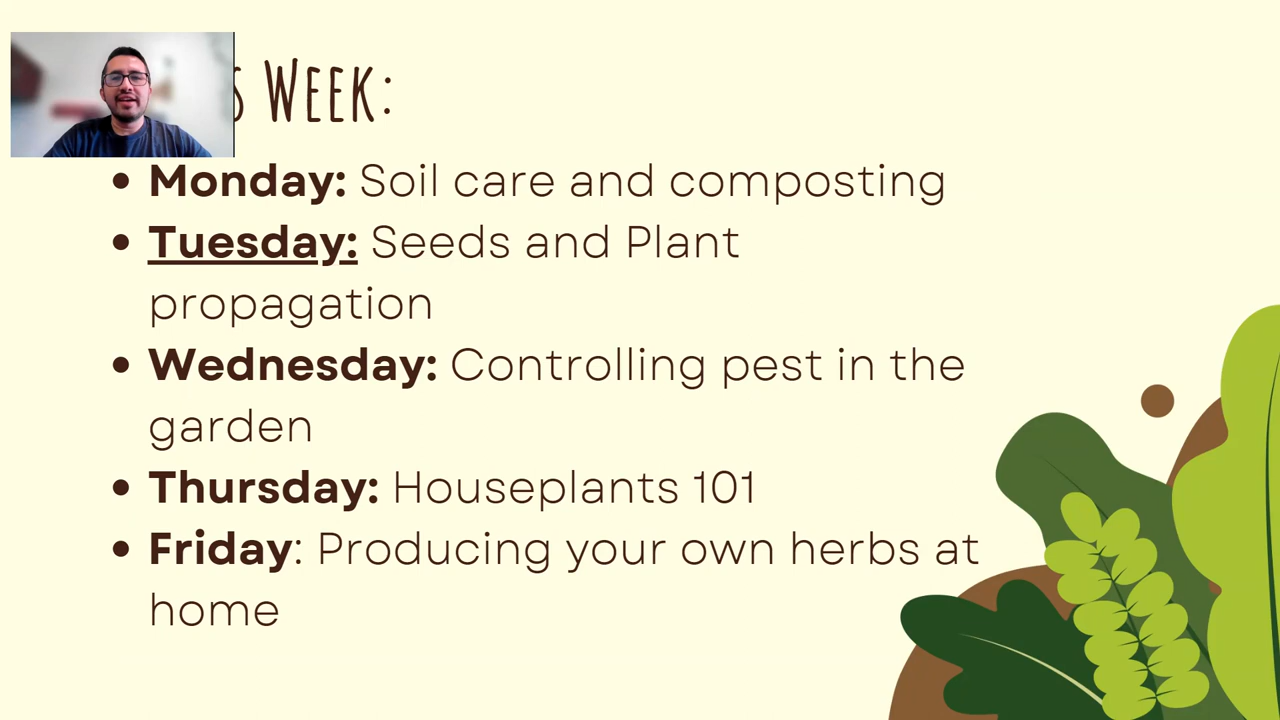 Week:
• Monday: Soil care and composting
• Tuesday: Seeds and Plant
propagation
• Wednesday: Controlling pest in the
garden
• Thursday: Houseplants 101
• Friday: Producing your own herbs at
home